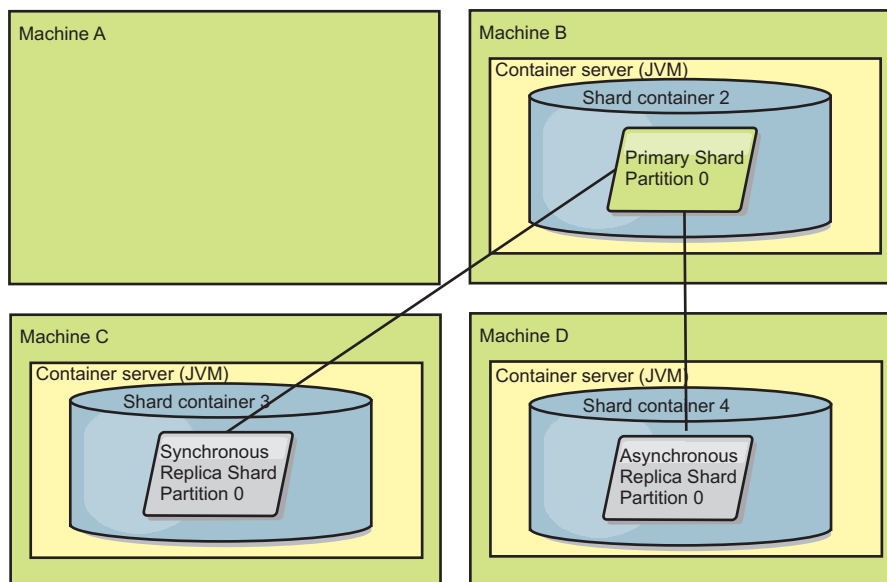 Machine A
Machine B
Container server (JVM)
Shard container 2
Primary Shard
Partition 0
Machine C
Container server (JVM)
Shard container 3
Synchronous
Replica Shard
Partition 0
Machine D
Container server (JVM)
Shard container 4
Asynchronous
Replica Shard
Partition 0